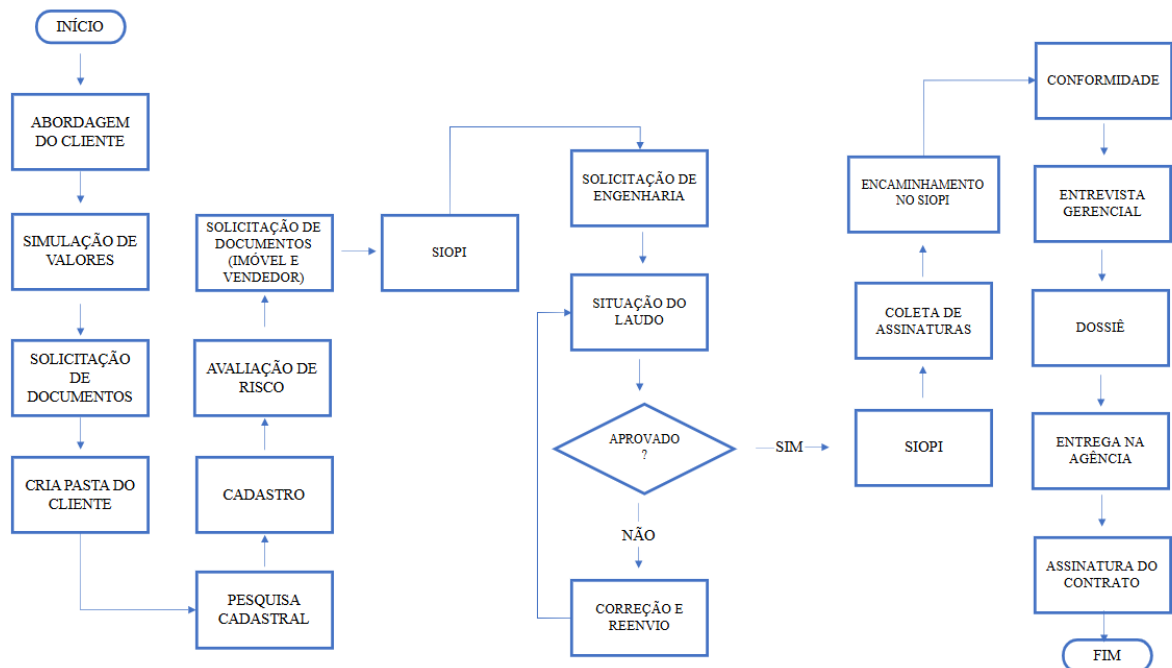 INÍCIO
ABORDAGEM
DO CLIENTE
SIMULAÇÃO DE
VALORES
SOLICITAÇÃO
DE
DOCUMENTOS
CRIA PASTA DO
CLIENTE
PESQUISA
CADASTRAL
CADASTRO
AVALIAÇÃO DE
RISCO
SOLICITAÇÃO DE
DOCUMENTOS
(IMÓVEL E
VENDEDOR)
SIOPI
SOLICITAÇÃO DE
ENGENHARIA
SITUAÇÃO DO
LAUDO
APROVADO
?
NÃO
CORREÇÃO E
REENVIO
SIM
SIOPI
COLETA DE
ASSINATURAS
ENCAMINHAMENTO
NO SIOPI
CONFORMIDADE
ENTREVISTA
GERENCIAL
DOSSIÊ
ENTREGA NA
AGÊNCIA
ASSINATURA DO
CONTRATO
FIM